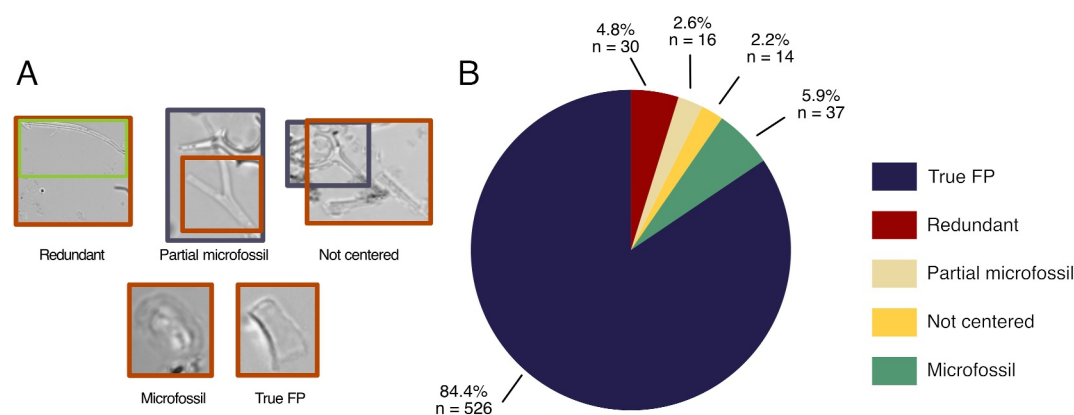 A
Redundant
Partial microfossil
Not centered
Microfossil
True FP
B
4.8%
n = 30
2.6%
n = 16
2.2%
n = 14
5.9%
n = 37
84.4%
n = 526
True FP
Redundant
Partial microfossil
Not centered
Microfossil